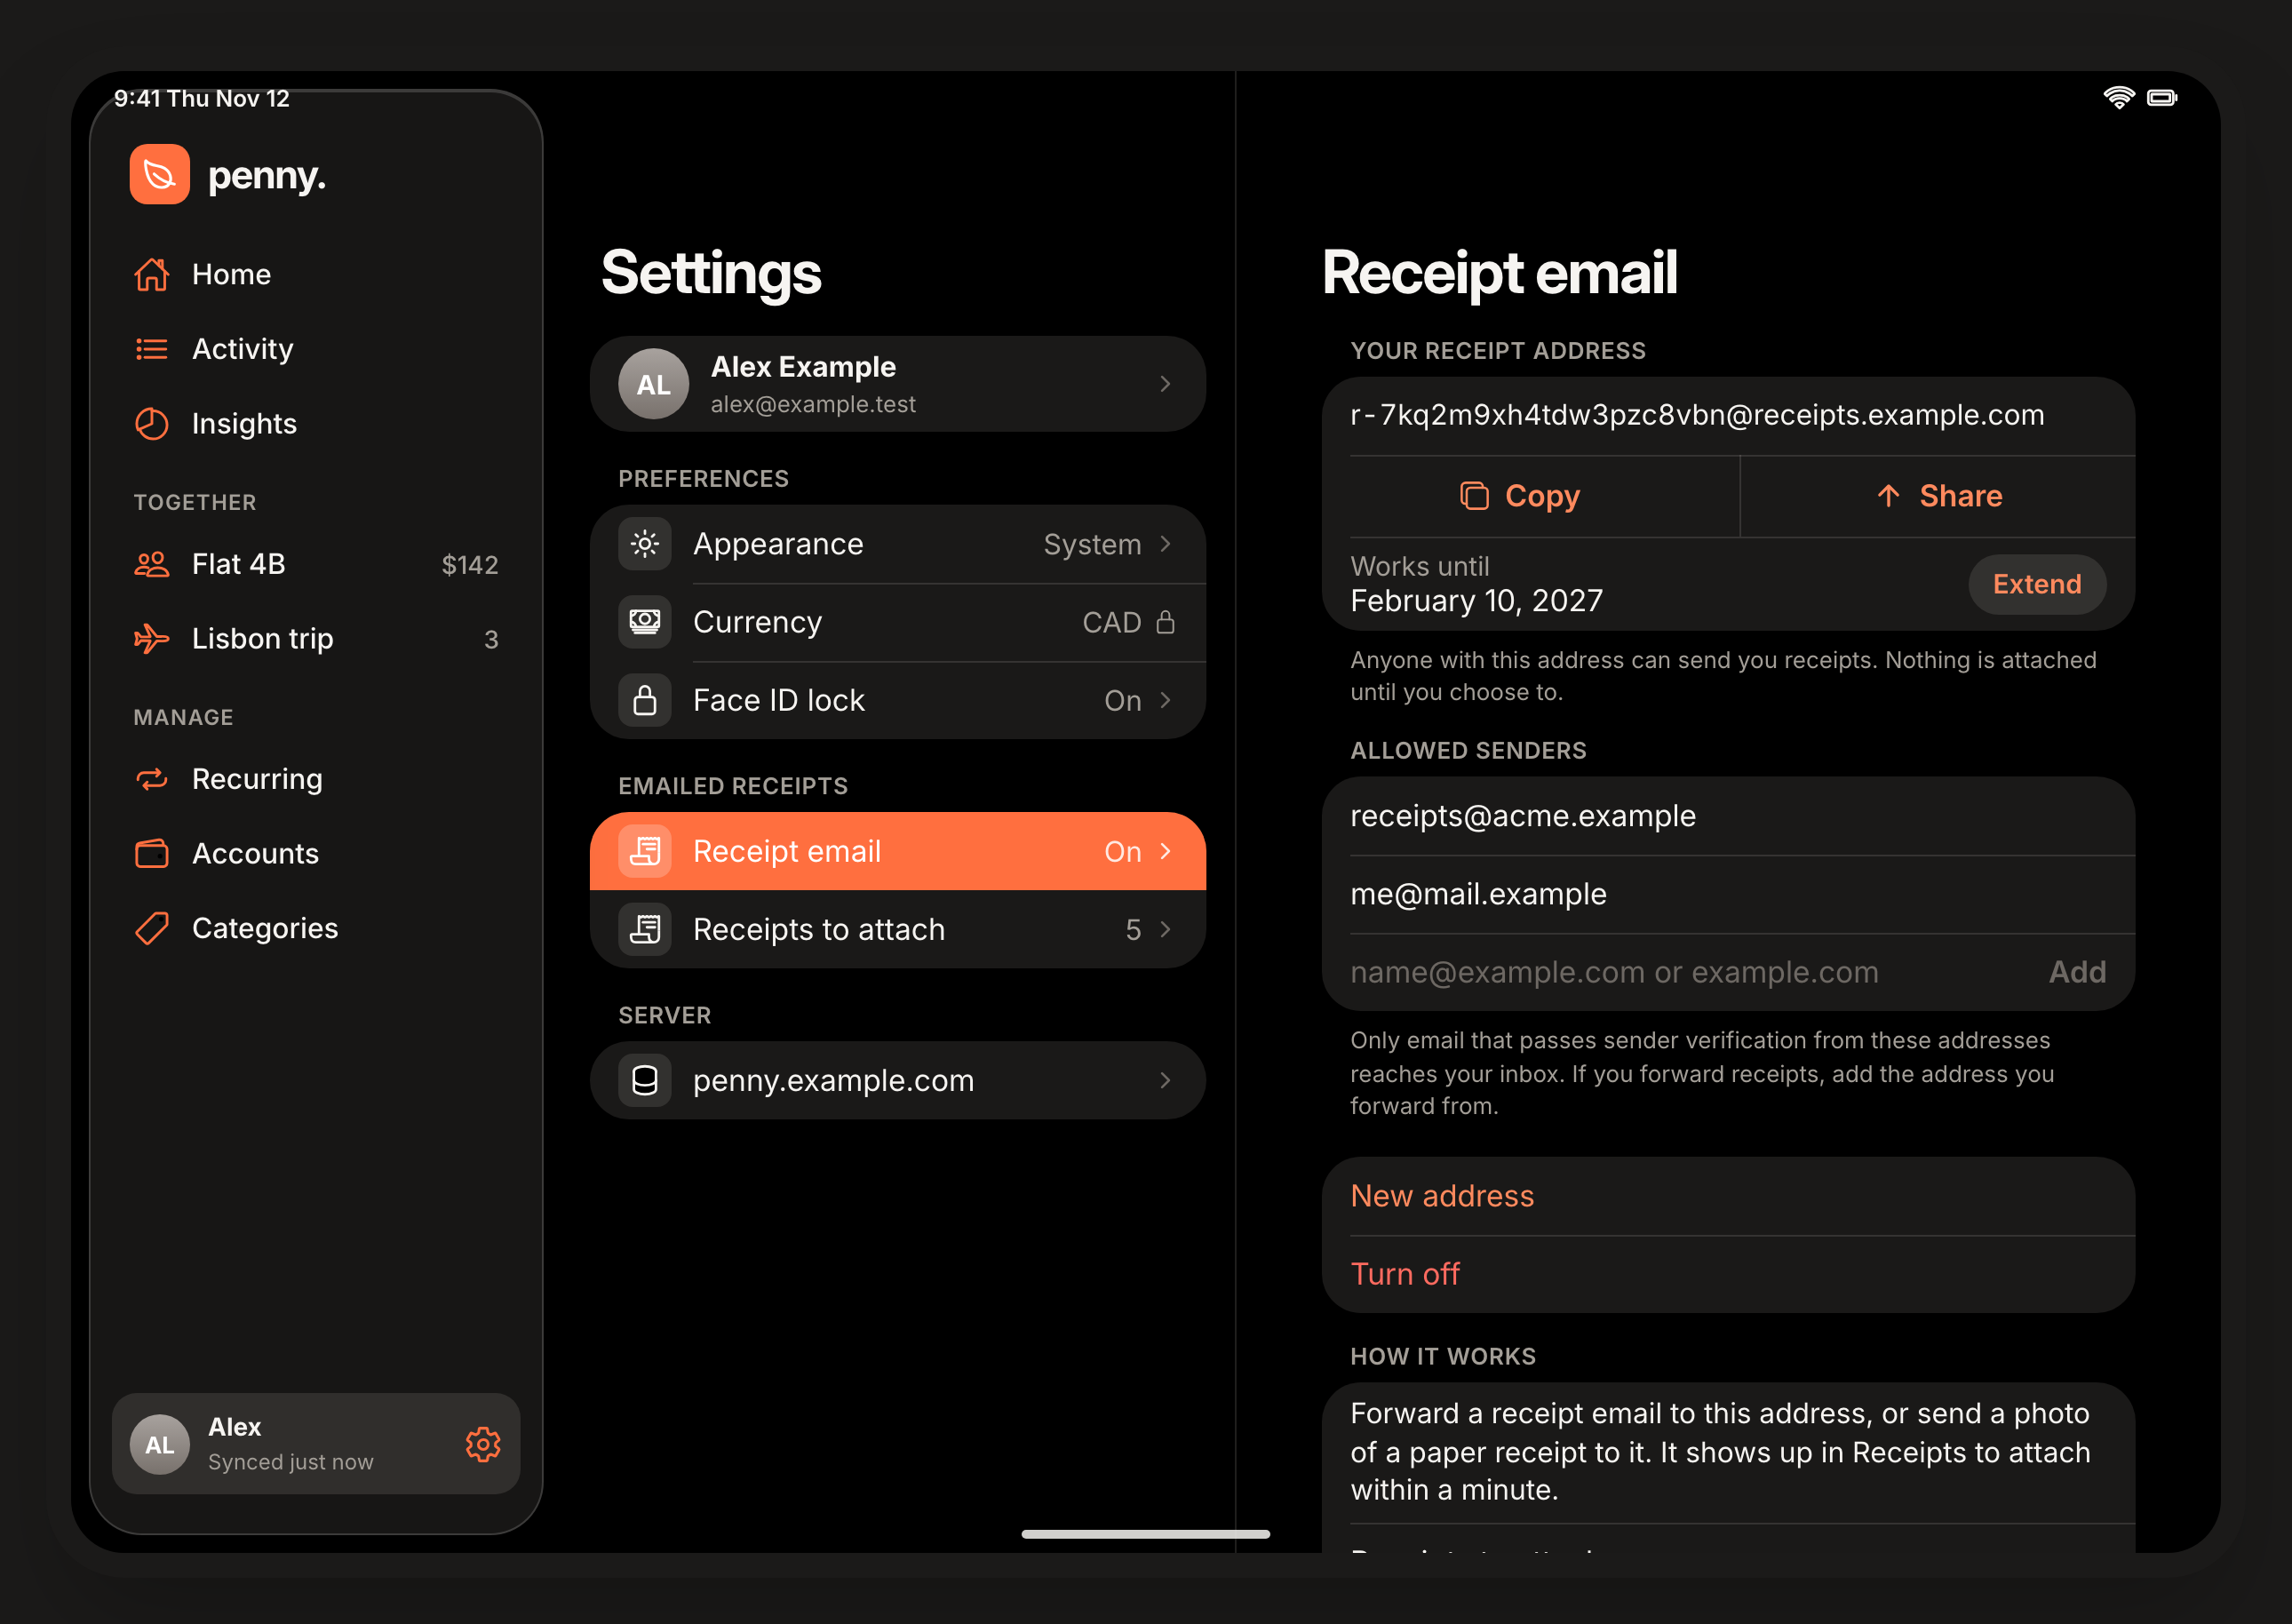 9:41 Thu Nov 12
penny.
Home
Activity
Insights
TOGETHER
Flat 4B $142
Lisbon trip 3
MANAGE
Recurring
Accounts
Categories
AL Alex
Synced just now
Settings
AL Alex Example
alex@example.test
PREFERENCES
Appearance System
Currency CAD
Face ID lock On
EMAILED RECEIPTS
Receipt email On
Receipts to attach 5
SERVER
penny.example.com
Receipt email
YOUR RECEIPT ADDRESS
r-7kq2m9xh4tdw3pzc8vbn@receipts.example.com
Copy Share
Works until
February 10, 2027
Extend
Anyone with this address can send you receipts. Nothing is attached
until you choose to.
ALLOWED SENDERS
receipts@acme.example
me@mail.example
name@example.com or example.com Add
Only email that passes sender verification from these addresses
reaches your inbox. If you forward receipts, add the address you
forward from.
New address
Turn off
HOW IT WORKS
Forward a receipt email to this address, or send a photo
of a paper receipt to it. It shows up in Receipts to attach
within a minute.